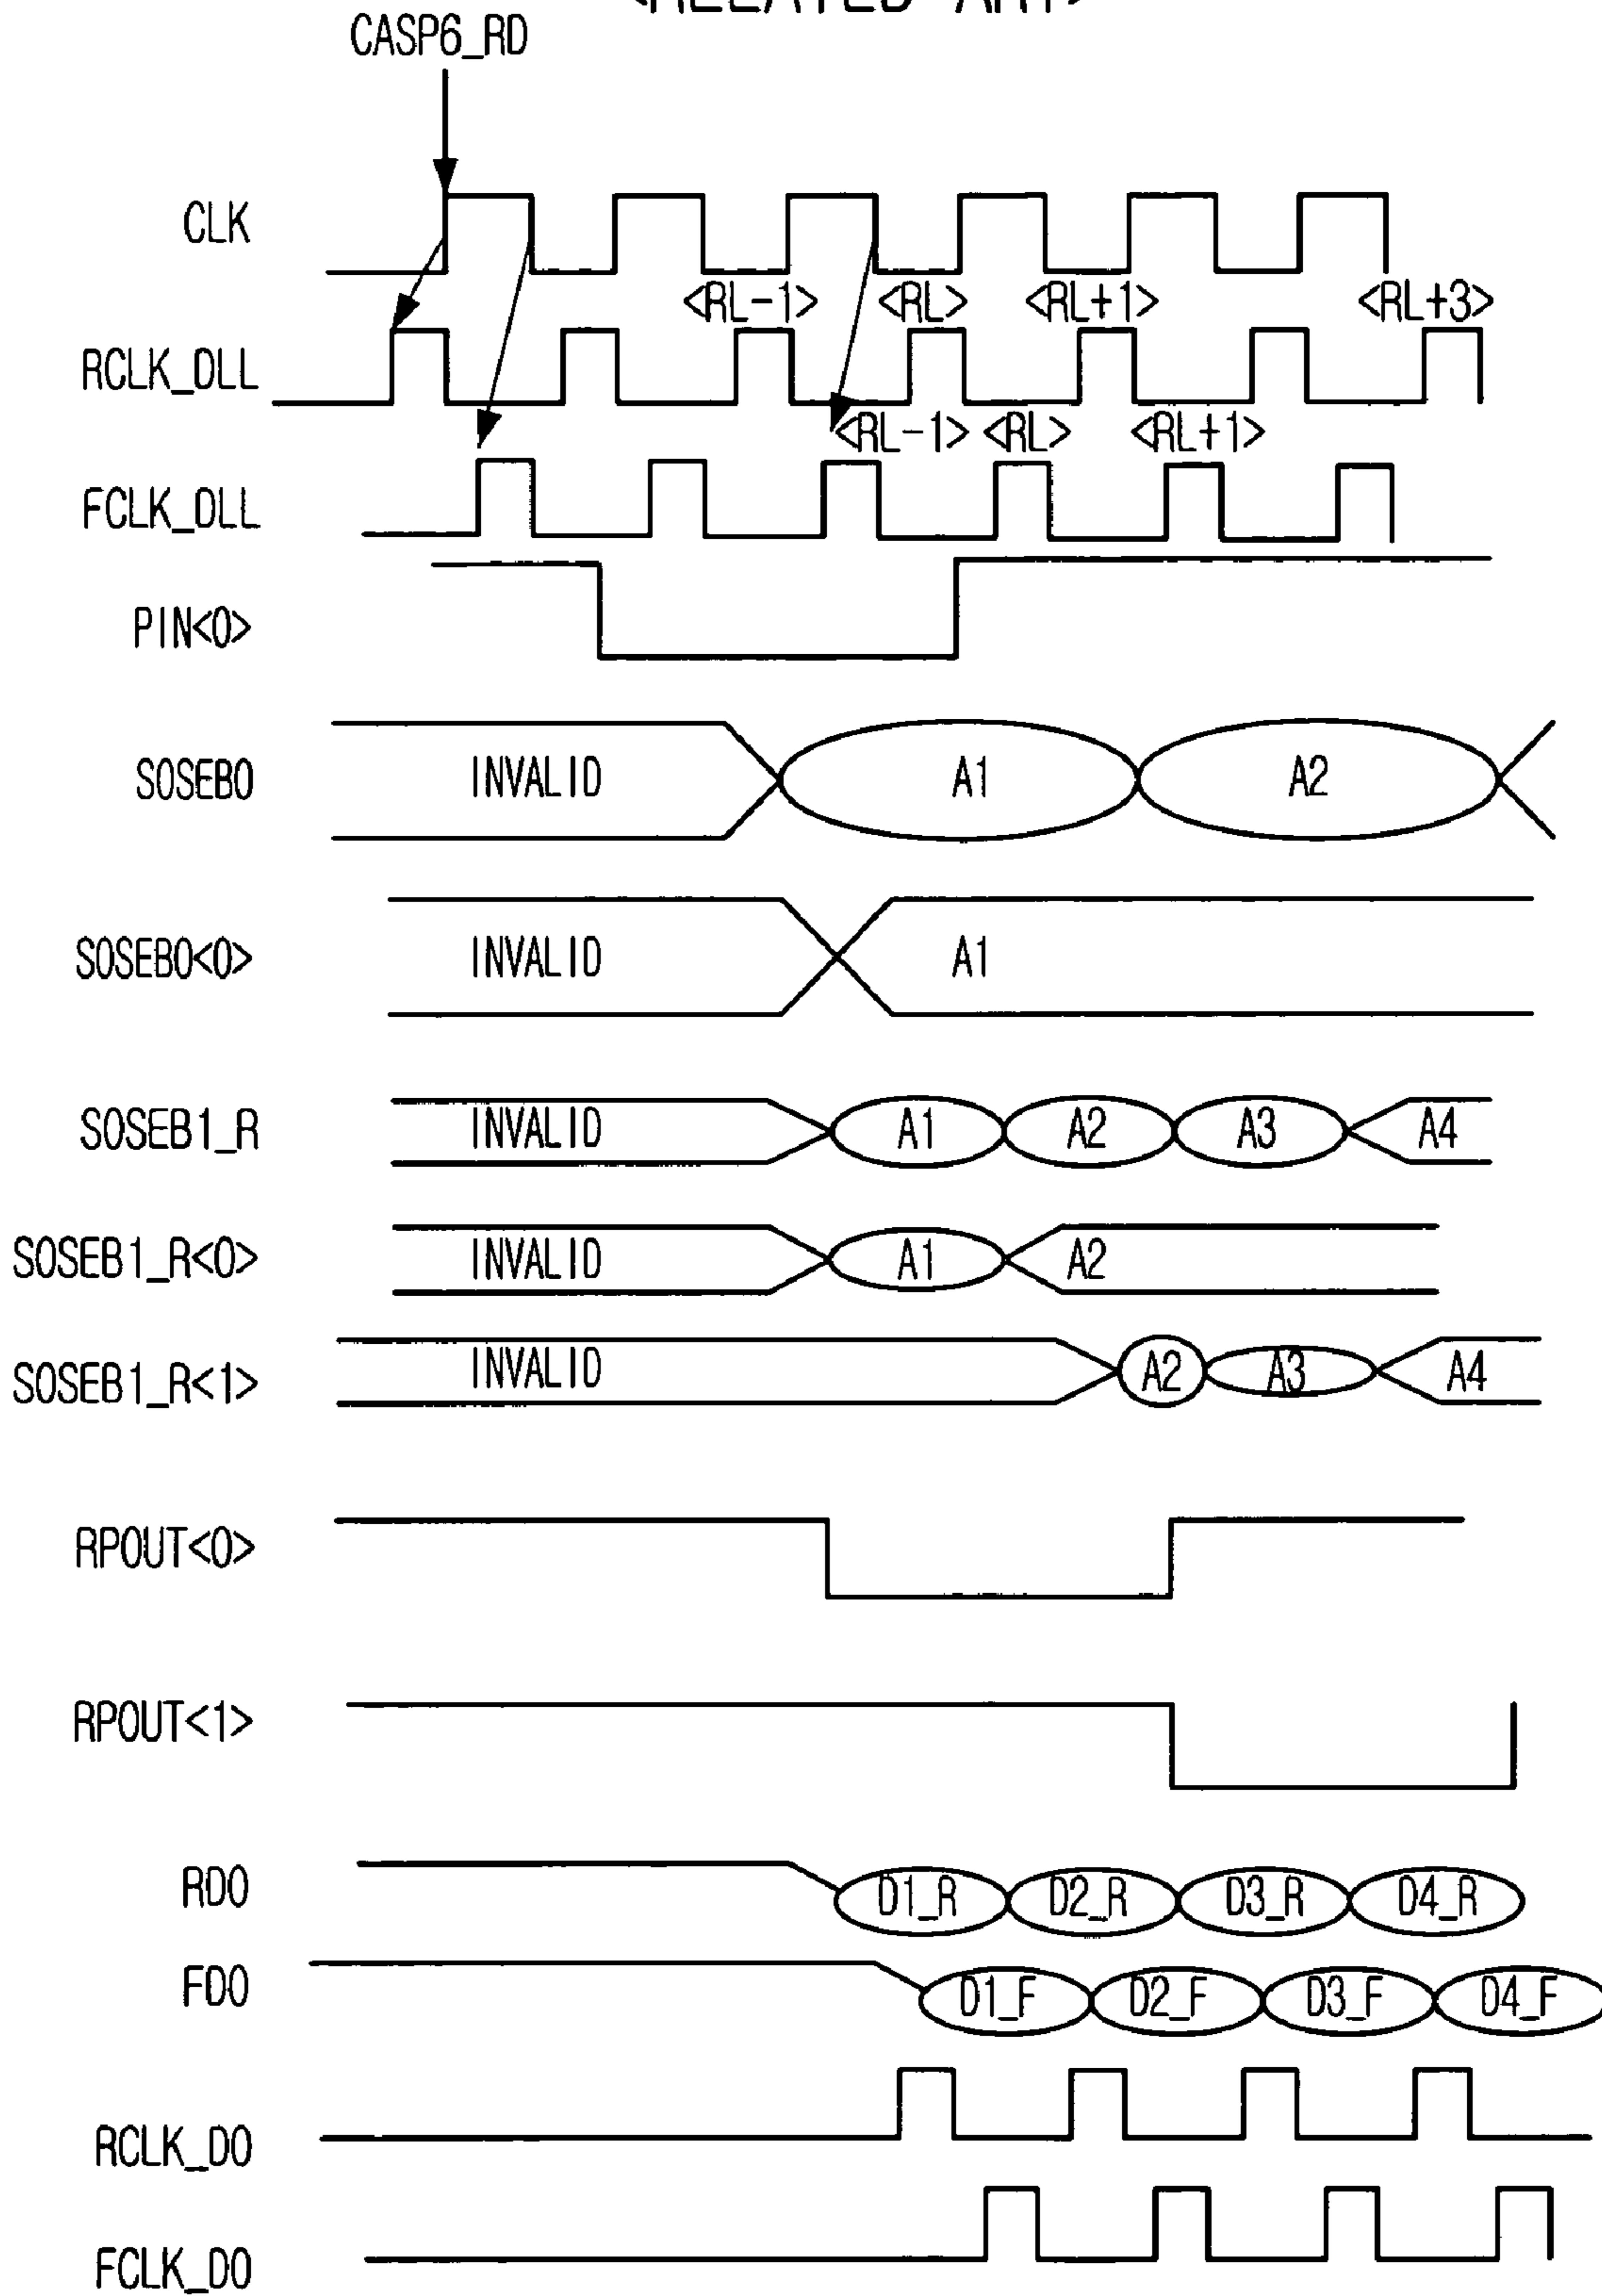 <RELATED ART>
CASP6_RD
CLK
<RL-1> <RL> <RL+1> <RL+3>
RCLK_DLL
<RL-1> <RL> <RL+1>
FCLK_DLL
PIN<0>
SOSEB0 INVALID A1 A2
SOSEB0<0> INVALID A1
SOSEB1_R INVALID A1 A2 A3 A4
SOSEB1_R<0> INVALID A1 A2
SOSEB1_R<1> INVALID A2 A3 A4
RPOUT<0>
RPOUT<1>
RDO D1_R D2_R D3_R D4_R
FDO D1_F D2_F D3_F D4_F
RCLK_DO
FCLK_DO